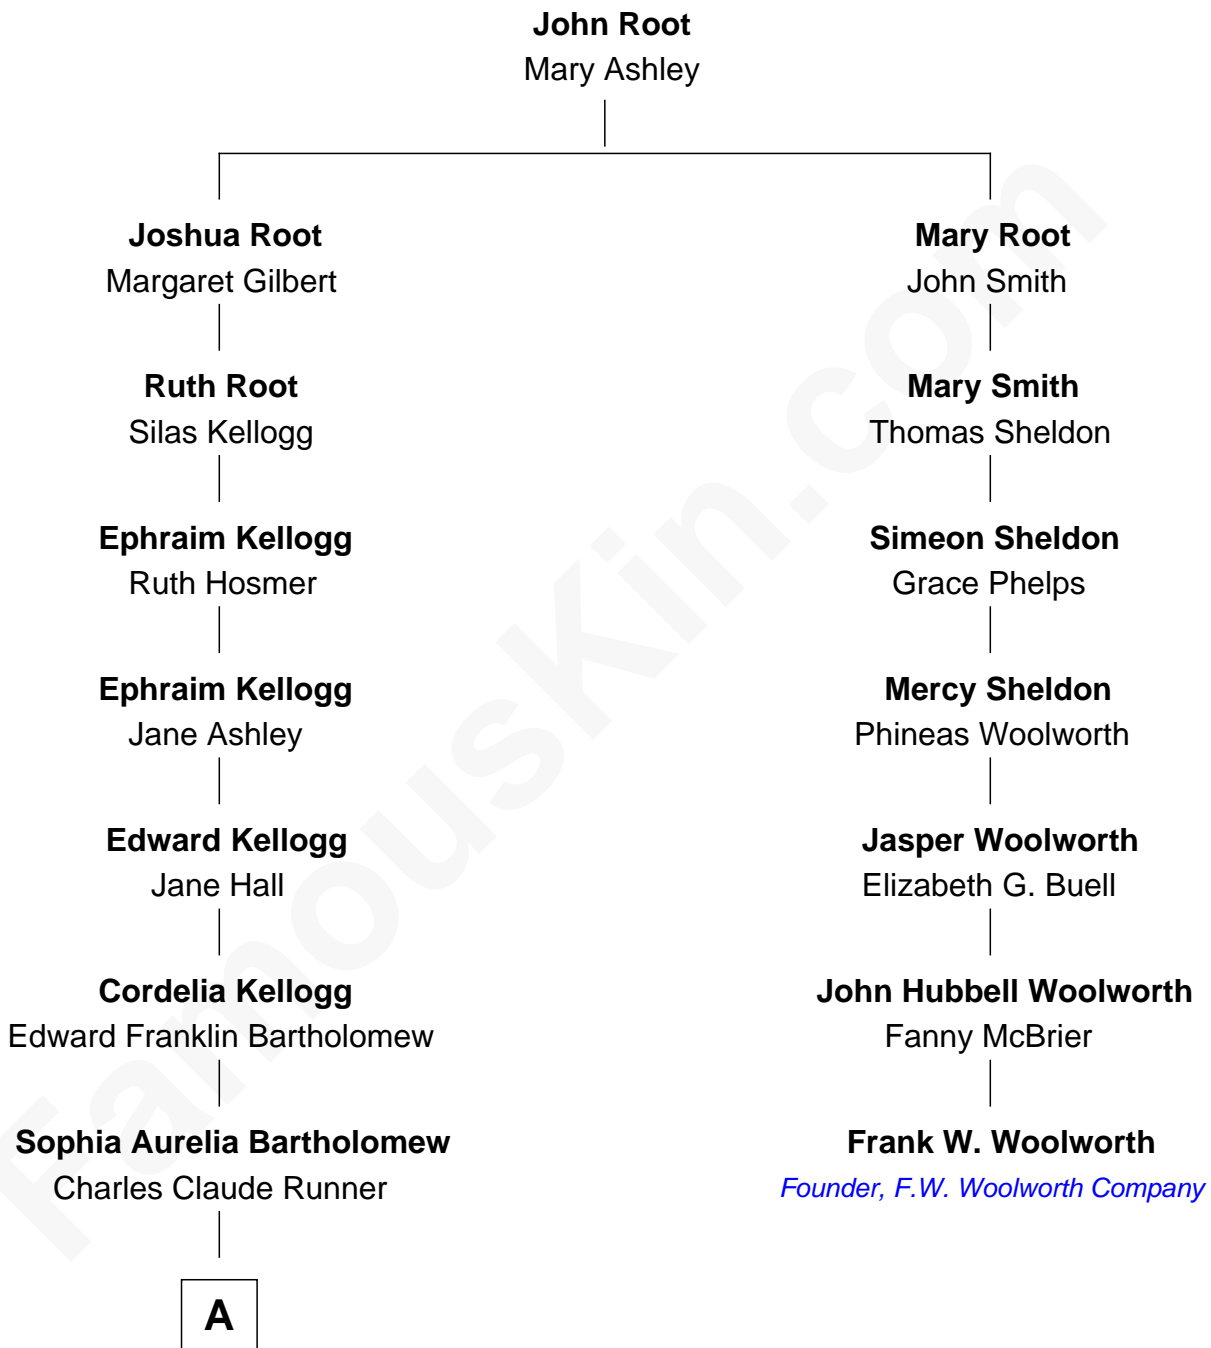 John Root
Mary Ashley
Joshua Root
Margaret Gilbert
Mary Root
John Smith
Ruth Root
Silas Kellogg
Mary Smith
Thomas Sheldon
Ephraim Kellogg
Ruth Hosmer
Simeon Sheldon
Grace Phelps
Ephraim Kellogg
Jane Ashley
Mercy Sheldon
Phineas Woolworth
Edward Kellogg
Jane Hall
Jasper Woolworth
Elizabeth G. Buell
Cordelia Kellogg
Edward Franklin Bartholomew
John Hubbell Woolworth
Fanny McBrier
Sophia Aurelia Bartholomew
Charles Claude Runner
Frank W. Woolworth
Founder, F.W. Woolworth Company
A
FamousKin.com